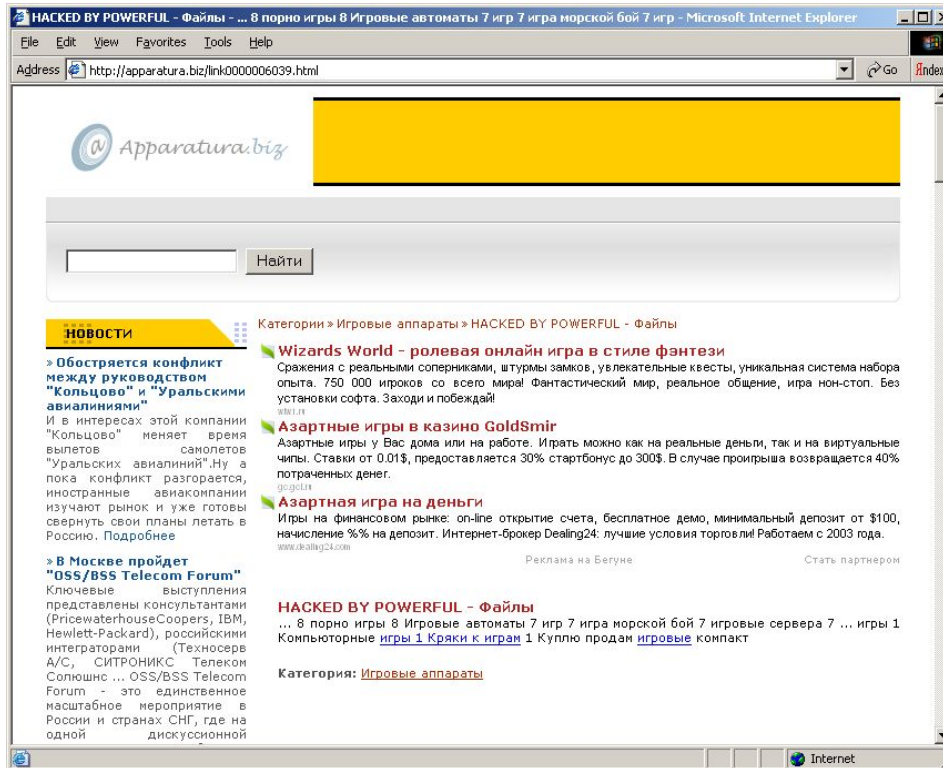 HACKED BY POWERFUL - Файлы - ... 8 порно игры 8 Игровые автоматы 7 игр 7 игра морской бой 7 игр - Microsoft Internet Explorer
File Edit View Favorites Tools Help
Address http://apparatura.biz/link0000006039.html Go Яndex
@ Apparatura.biz
Найти
НОВОСТИ
» Обостряется конфликт
между руководством
"Кольцово" и "Уральскими
авиалиниями"
И в интересах этой компании
"Кольцово" меняет время
вылетов самолетов
"Уральских авиалиний".Ну а
пока конфликт разгорается,
иностранные авиакомпании
изучают рынок и уже готовы
свернуть свои планы летать в
Россию. Подробнее
» В Москве пройдет
"OSS/BSS Telecom Forum"
Ключевые выступления
представлены консультантами
(PricewaterhouseCoopers, IBM,
Hewlett-Packard), российскими
интеграторами (Техносерв
А/С, СИТРОНИКС Телеком
Солюшнс ... OSS/BSS Telecom
Forum - это единственное
масштабное мероприятие в
России и странах СНГ, где на
одной дискуссионной
Категории » Игровые аппараты » HACKED BY POWERFUL - Файлы
Wizards World - ролевая онлайн игра в стиле фэнтези
Сражения с реальными соперниками, штурмы замков, увлекательные квесты, уникальная система набора
опыта. 750 000 игроков со всего мира! Фантастический мир, реальное общение, игра нон-стоп. Без
установки софта. Заходи и побеждай!
Азартные игры в казино GoldSmir
Азартные игры у Вас дома или на работе. Играть можно как на реальные деньги, так и на виртуальные
чипы. Ставки от 0.01$, предоставляется 30% стартбонус до 300$. В случае проигрыша возвращается 40%
потраченных денег.
Азартная игра на деньги
Игры на финансовом рынке: on-line открытие счета, бесплатное демо, минимальный депозит от $100,
начисление %% на депозит. Интернет-брокер Dealing24: лучшие условия торговли! Работаем с 2003 года.
www.dealing24.com
Реклама на Бегуне Стать партнером
HACKED BY POWERFUL - Файлы
... 8 порно игры 8 Игровые автоматы 7 игр 7 игра морской бой 7 игровые сервера 7 ... игры 1
Компьюторные игры 1 Кряки к играм 1 Куплю продам игровые компакт
Категория: Игровые аппараты
Internet